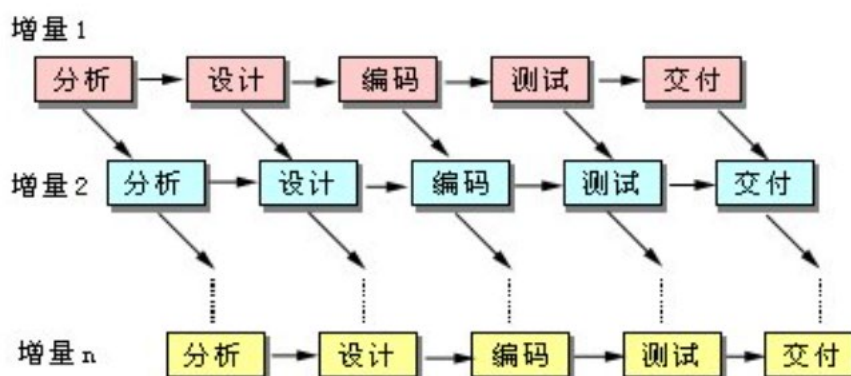 增量1
分析 设计 编码 测试 交付
增量2 分析 设计 编码 测试 交付
增量n 分析 设计 编码 测试 交付